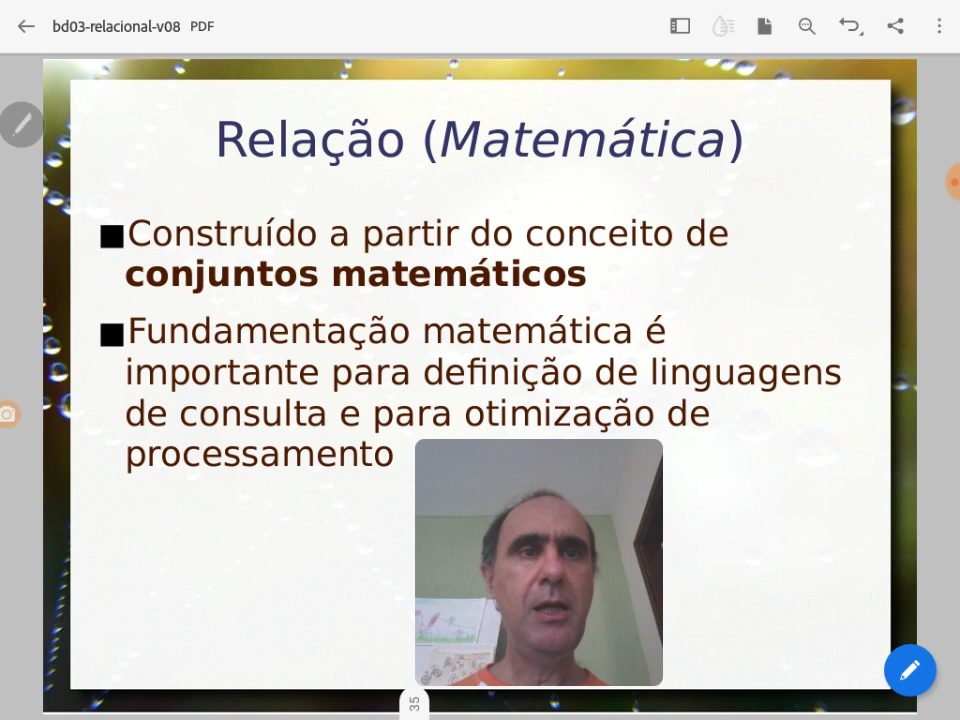 bd03-relacional-v08 PDF
Relação (Matemática)
Construído a partir do conceito de
conjuntos matemáticos
Fundamentação matemática é
importante para definição de linguagens
de consulta e para otimização de
processamento
35